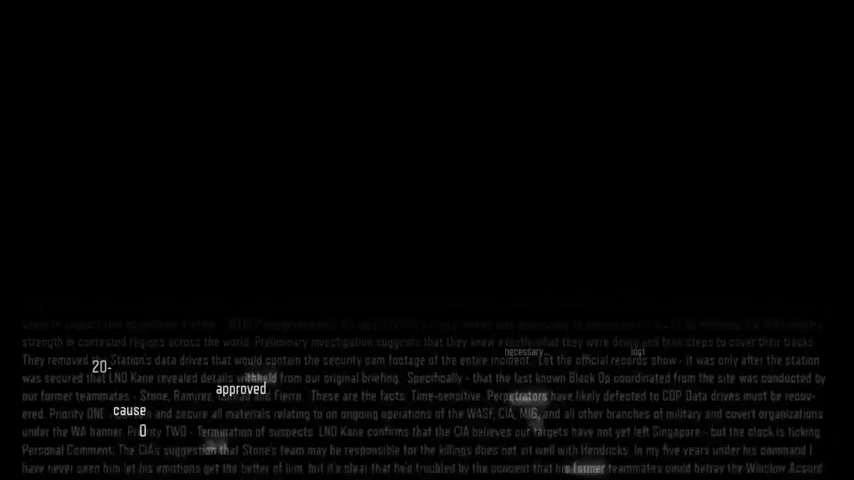 strength in contested regions across the world. Preliminary investigation suggests that they knew exactly what they were doing and took steps to cover their tracks
necessary... lost
They removed the Station's data drives that would contain the security cam footage of the entire incident. Let the official records show - it was only after the station
20-
was secured that LNO Kane revealed details withheld from our original briefing. Specifically - that the last known Black Op coordinated from the site was conducted by
approved
our former teammates - Stone, Ramirez, and Fierro. These are the facts. Time-sensitive. Perpetrators have likely defected to CDP. Data drives must be recov-
cause
ered. Priority ONE - and secure all materials relating to an ongoing operations of the WASF, CIA, MI6, and all other branches of military and covert organizations
0
under the WA banner. Priority TWO - Termination of suspects. LNO Kane confirms that the CIA believes our targets have not yet left Singapore - but the clock is ticking
Personal Comment: The CIA's suggestion that Stone's team may be responsible for the killings does not sit well with Hendricks. In my five years under his command I
have never seen him let his emotions get the better of him, but it's clear that he's troubled by the concept that his former teammates would betray the Winslow Accord